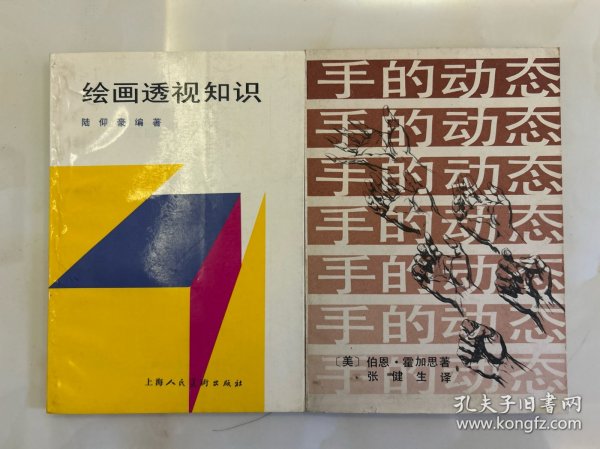 绘画透视知识
陆仰豪编著
上海人民美术出版社
手的动态
手的动态
手的动态
手的动态
手的动态
手的动态
手的动态
〔美〕伯恩·霍加思著
张健生译
孔夫子旧书网
www.kongfz.com